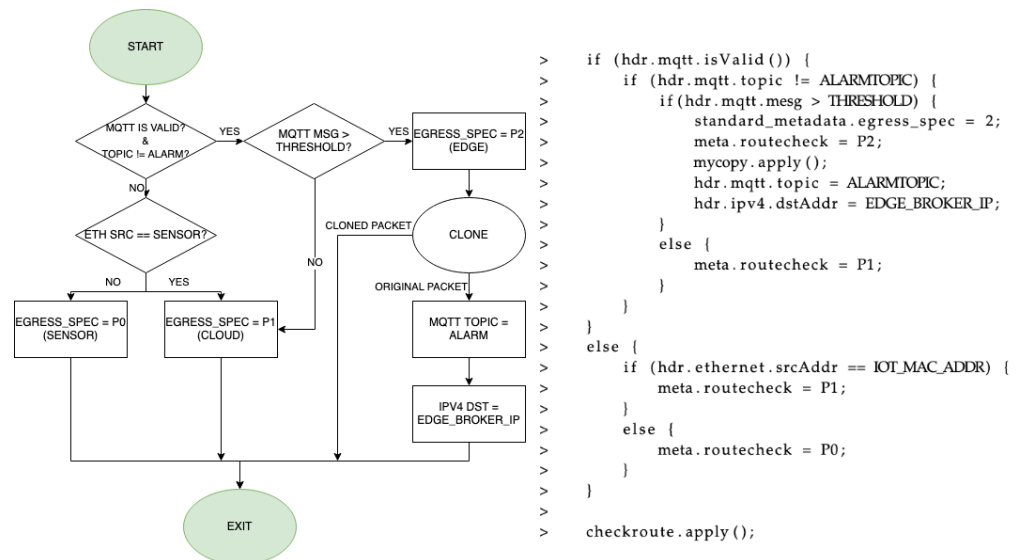 START
MQTT IS VALID?
&
TOPIC != ALARM?
YES
MQTT MSG >
THRESHOLD?
YES
EGRESS_SPEC = P2
(EDGE)
NO
ETH SRC == SENSOR?
CLONED PACKET
CLONE
NO
NO
YES
ORIGINAL PACKET
EGRESS_SPEC = P0
(SENSOR)
EGRESS_SPEC = P1
(CLOUD)
MQTT TOPIC =
ALARM
IPV4 DST =
EDGE_BROKER_IP
EXIT
> if (hdr.mqtt.isValid()) {
> if (hdr.mqtt.topic != ALARMTOPIC) {
> if(hdr.mqtt.mesg > THRESHOLD) {
> standard_metadata.egress_spec = 2;
> meta.routecheck = P2;
> mycopy.apply();
> hdr.mqtt.topic = ALARMTOPIC;
> hdr.ipv4.dstAddr = EDGE_BROKER_IP;
> }
> else {
> meta.routecheck = P1;
> }
> }
> }
> else {
> if (hdr.ethernet.srcAddr == IOT_MAC_ADDR) {
> meta.routecheck = P1;
> }
> else {
> meta.routecheck = P0;
> }
> }
>
> checkroute.apply();